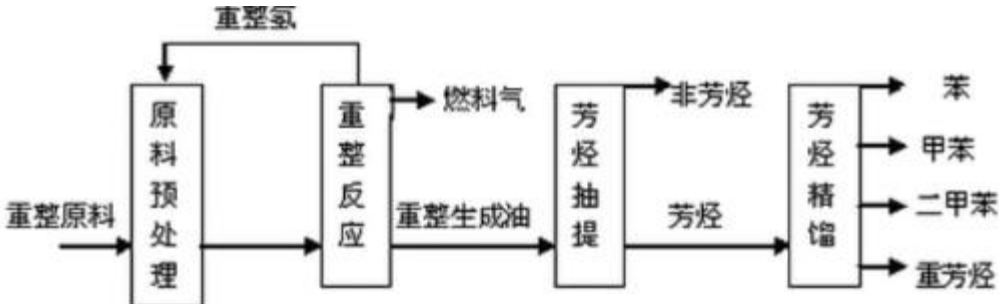 重整氢
重整原料
原料预处理
重整反应
燃料气
重整生成油
芳烃抽提
非芳烃
芳烃
芳烃精馏
苯
甲苯
二甲苯
重芳烃